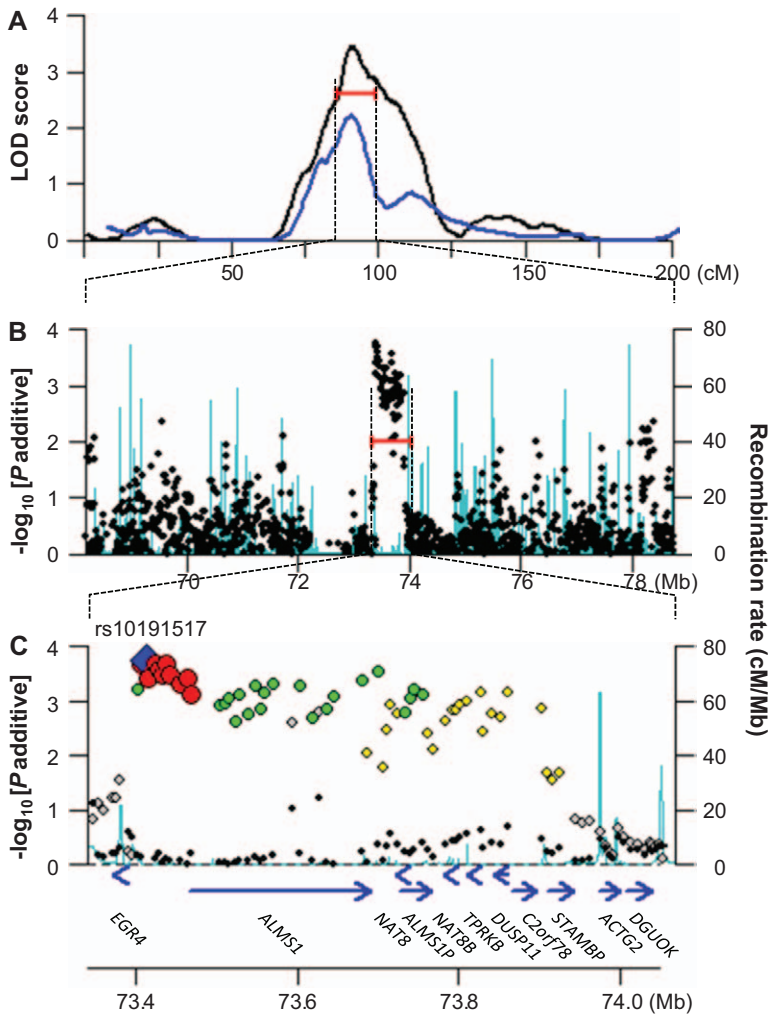 A
4
3
2
1
0
LOD score
50
100
150
200 (cM)
B
4
3
2
1
0
-log10 [P additive]
80
60
40
20
0
70
72
74
76
78 (Mb)
Recombination rate (cM/Mb)
rs10191517
C
4
3
2
1
0
-log10 [P additive]
80
60
40
20
0
EGR4
ALMS1
NAT8
ALMS1P
NAT8B
TPRKB
DUSP11
C2orf78
STAMBP
ACTG2
DGUOK
73.4
73.6
73.8
74.0 (Mb)